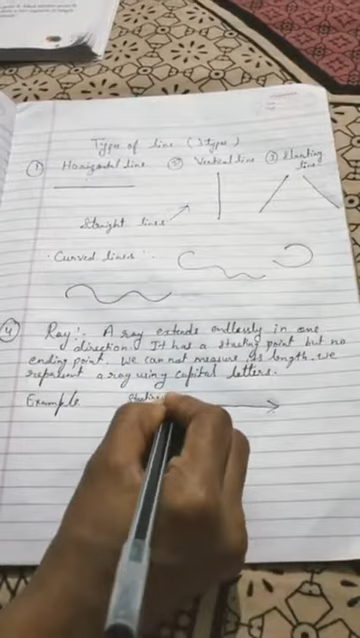 Types of line (3 types)
① Horizontal line ② Vertical line ③ Slanting line
Straight lines
Curved lines
④ Ray : A ray extends endlessly in one
direction. It has a starting point but no
ending point. We can not measure its length. We
represent a ray using capital letters.
Example